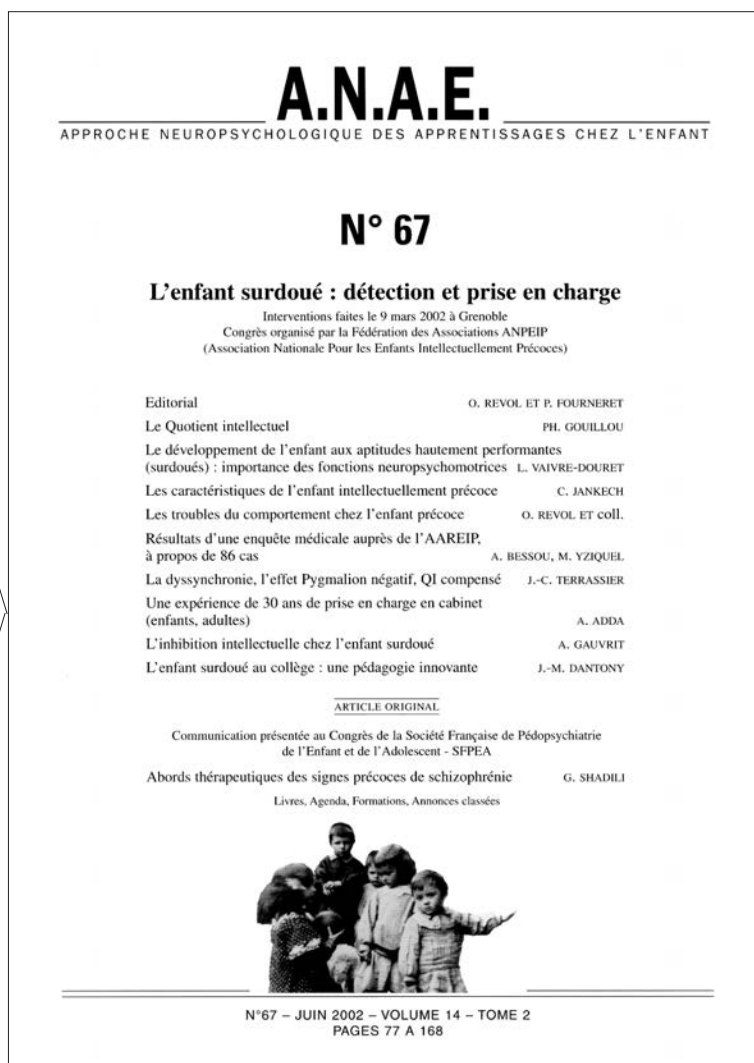 A.N.A.E.
APPROCHE NEUROPSYCHOLOGIQUE DES APPRENTISSAGES CHEZ L'ENFANT
N° 67
L'enfant surdoué : détection et prise en charge
Interventions faites le 9 mars 2002 à Grenoble
Congrès organisé par la Fédération des Associations ANPEIP
(Association Nationale Pour les Enfants Intellectuellement Précoces)
Editorial O. REVOL ET P. FOURNERET
Le Quotient intellectuel PH. GOUILLOU
Le développement de l'enfant aux aptitudes hautement performantes
(surdoués) : importance des fonctions neuropsychomotrices L. VAIVRE-DOURET
Les caractéristiques de l'enfant intellectuellement précoce C. JANKECH
Les troubles du comportement chez l'enfant précoce O. REVOL ET coll.
Résultats d'une enquête médicale auprès de l'AAREIP,
à propos de 86 cas A. BESSOU, M. YZIQUEL
La dyssynchronie, l'effet Pygmalion négatif, QI compensé J.-C. TERRASSIER
Une expérience de 30 ans de prise en charge en cabinet
(enfants, adultes) A. ADDA
L'inhibition intellectuelle chez l'enfant surdoué A. GAUVRIT
L'enfant surdoué au collège : une pédagogie innovante J.-M. DANTONY
ARTICLE ORIGINAL
Communication présentée au Congrès de la Société Française de Pédopsychiatrie
de l'Enfant et de l'Adolescent - SFPEA
Abords thérapeutiques des signes précoces de schizophrénie G. SHADILI
Livres, Agenda, Formations, Annonces classées
N°67 – JUIN 2002 – VOLUME 14 – TOME 2
PAGES 77 A 168